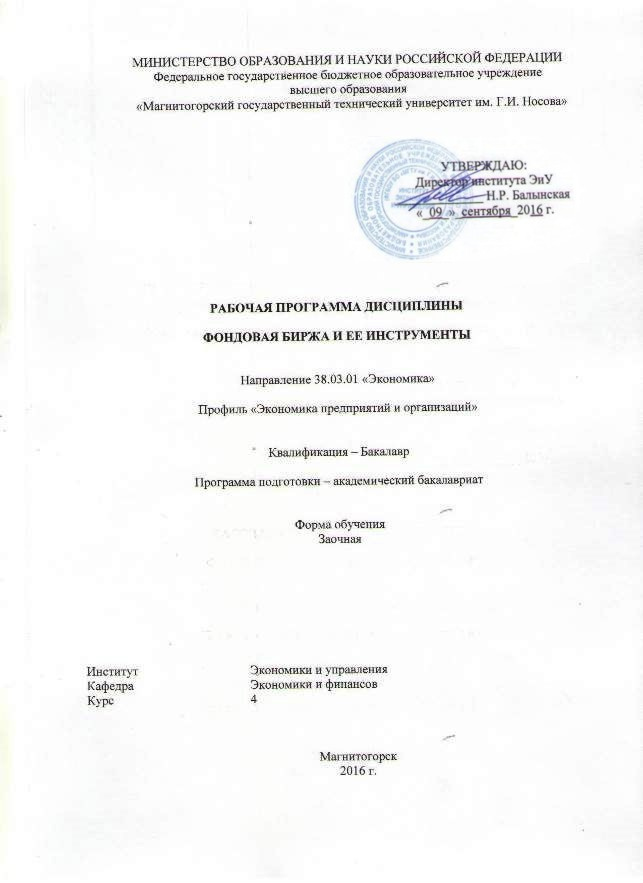 МИНИСТЕРСТВО ОБРАЗОВАНИЯ И НАУКИ РОССИЙСКОЙ ФЕДЕРАЦИИ
Федеральное государственное бюджетное образовательное учреждение
высшего образования
«Магнитогорский государственный технический университет им. Г.И. Носова»
УТВЕРЖДАЮ:
Директор института ЭиУ
Н.Р. Балынская
« 09 » сентября 2016 г.
РАБОЧАЯ ПРОГРАММА ДИСЦИПЛИНЫ
ФОНДОВАЯ БИРЖА И ЕЕ ИНСТРУМЕНТЫ
Направление 38.03.01 «Экономика»
Профиль «Экономика предприятий и организаций»
Квалификация – Бакалавр
Программа подготовки – академический бакалавриат
Форма обучения
Заочная
Институт Экономики и управления
Кафедра Экономики и финансов
Курс 4
Магнитогорск
2016 г.